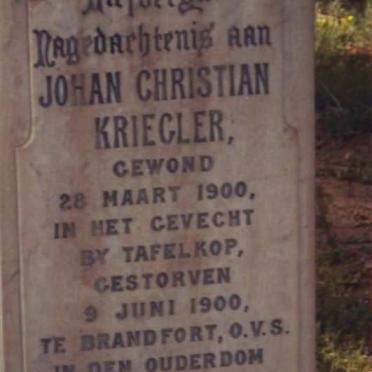 Nagedachtenis aan
JOHAN CHRISTIAN
KRIEGLER,
GEWOND
28 MAART 1900,
IN HET GEVECHT
BY TAFELKOP,
GESTORVEN
9 JUNI 1900,
TE BRANDFORT, O.V.S.
IN DEN OUDERDOM